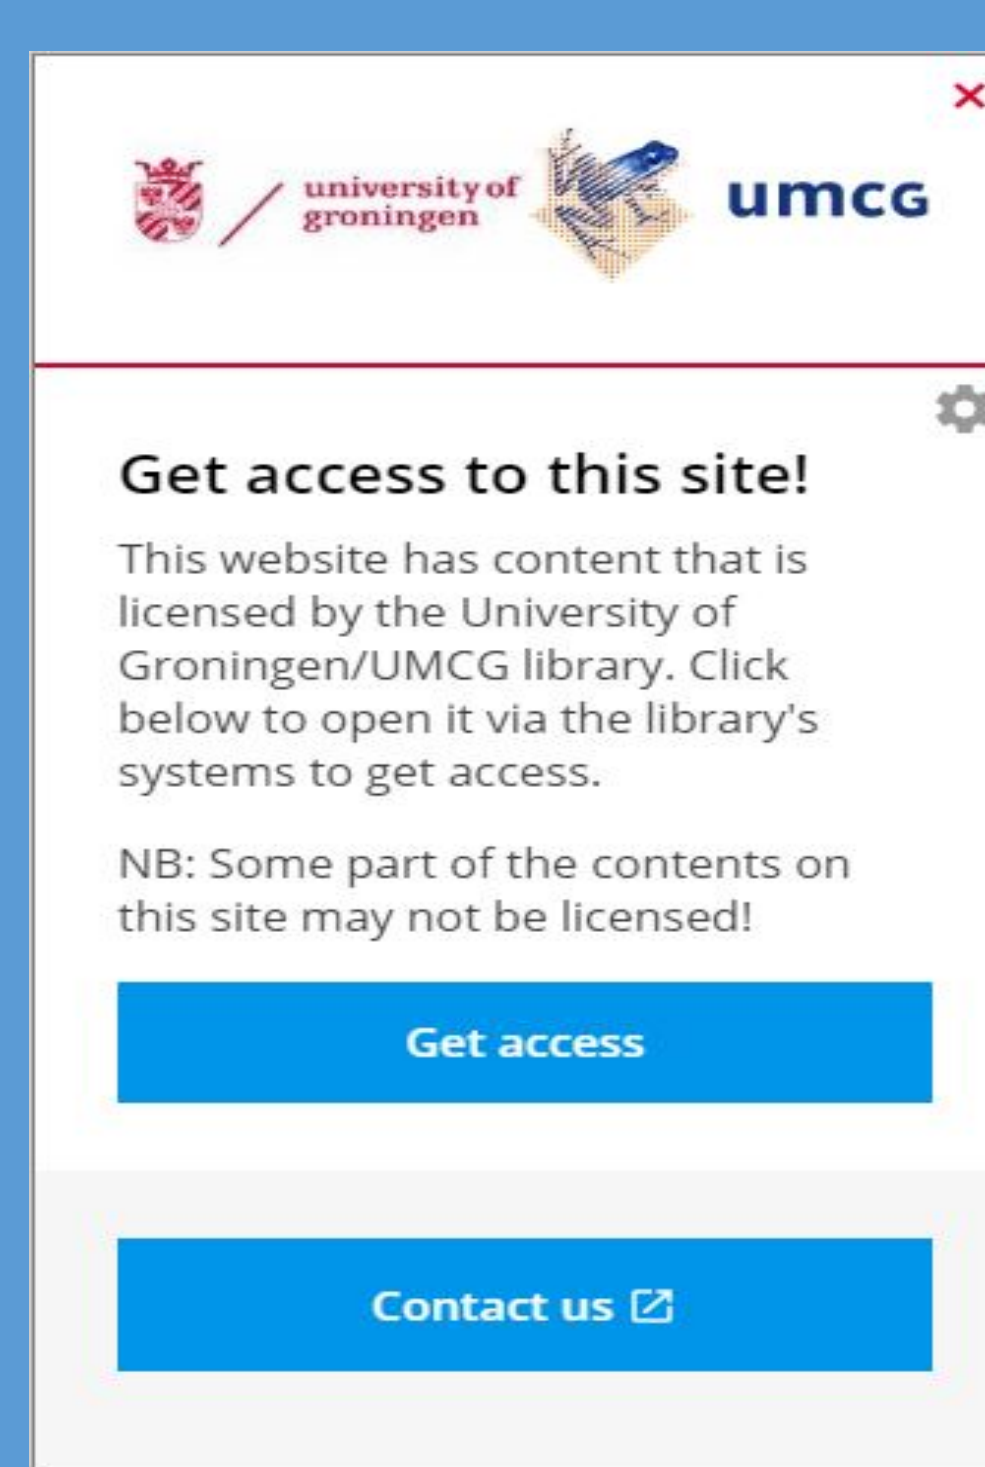 university of
groningen
umcg
Get access to this site!
This website has content that is
licensed by the University of
Groningen/UMCG library. Click
below to open it via the library's
systems to get access.
NB: Some part of the contents on
this site may not be licensed!
Get access
Contact us